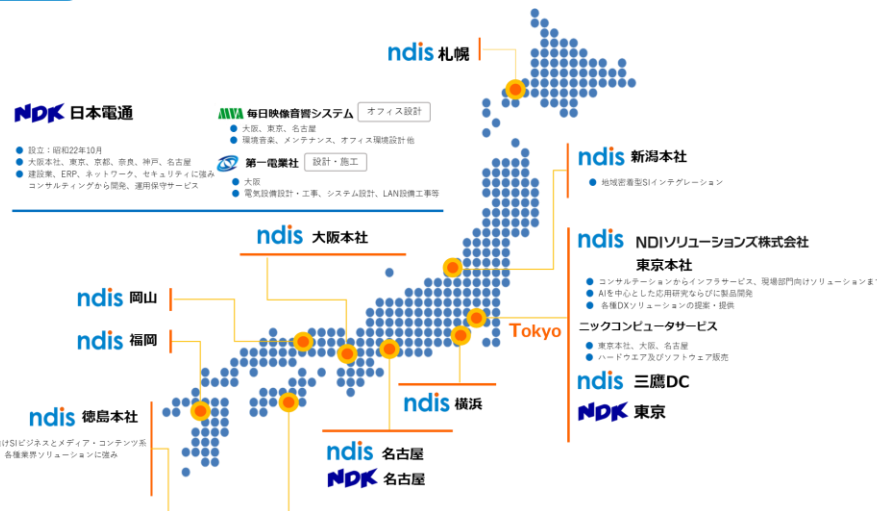 ndis 札幌
NDK 日本電通
設立:昭和22年10月
大阪本社、東京、京都、奈良、神戸、名古屋
建設業、ERP、ネットワーク、セキュリティに強み
コンサルティングから開発、運用保守サービス
MVA 毎日映像音響システム オフィス設計
大阪、東京、名古屋
環境音楽、メンテナンス、オフィス環境設計他
第一電業社 設計・施工
大阪
電気設備設計・工事、システム設計、LAN設備工事等
ndis 新潟本社
地域密着型SIインテグレーション
ndis 大阪本社
ndis NDIソリューションズ株式会社
東京本社
コンサルテーションからインフラサービス、現場部門向けソリューションま
AIを中心とした応用研究ならびに製品開発
各種DXソリューションの提案・提供
ニックコンピュータサービス
東京本社、大阪、名古屋
ハードウエア及びソフトウェア販売
ndis 三鷹DC
NDK 東京
Tokyo
ndis 岡山
ndis 福岡
ndis 横浜
ndis 徳島本社
けSIビジネスとメディア・コンテンツ系
各種業界ソリューションに強み
ndis 名古屋
NDK 名古屋